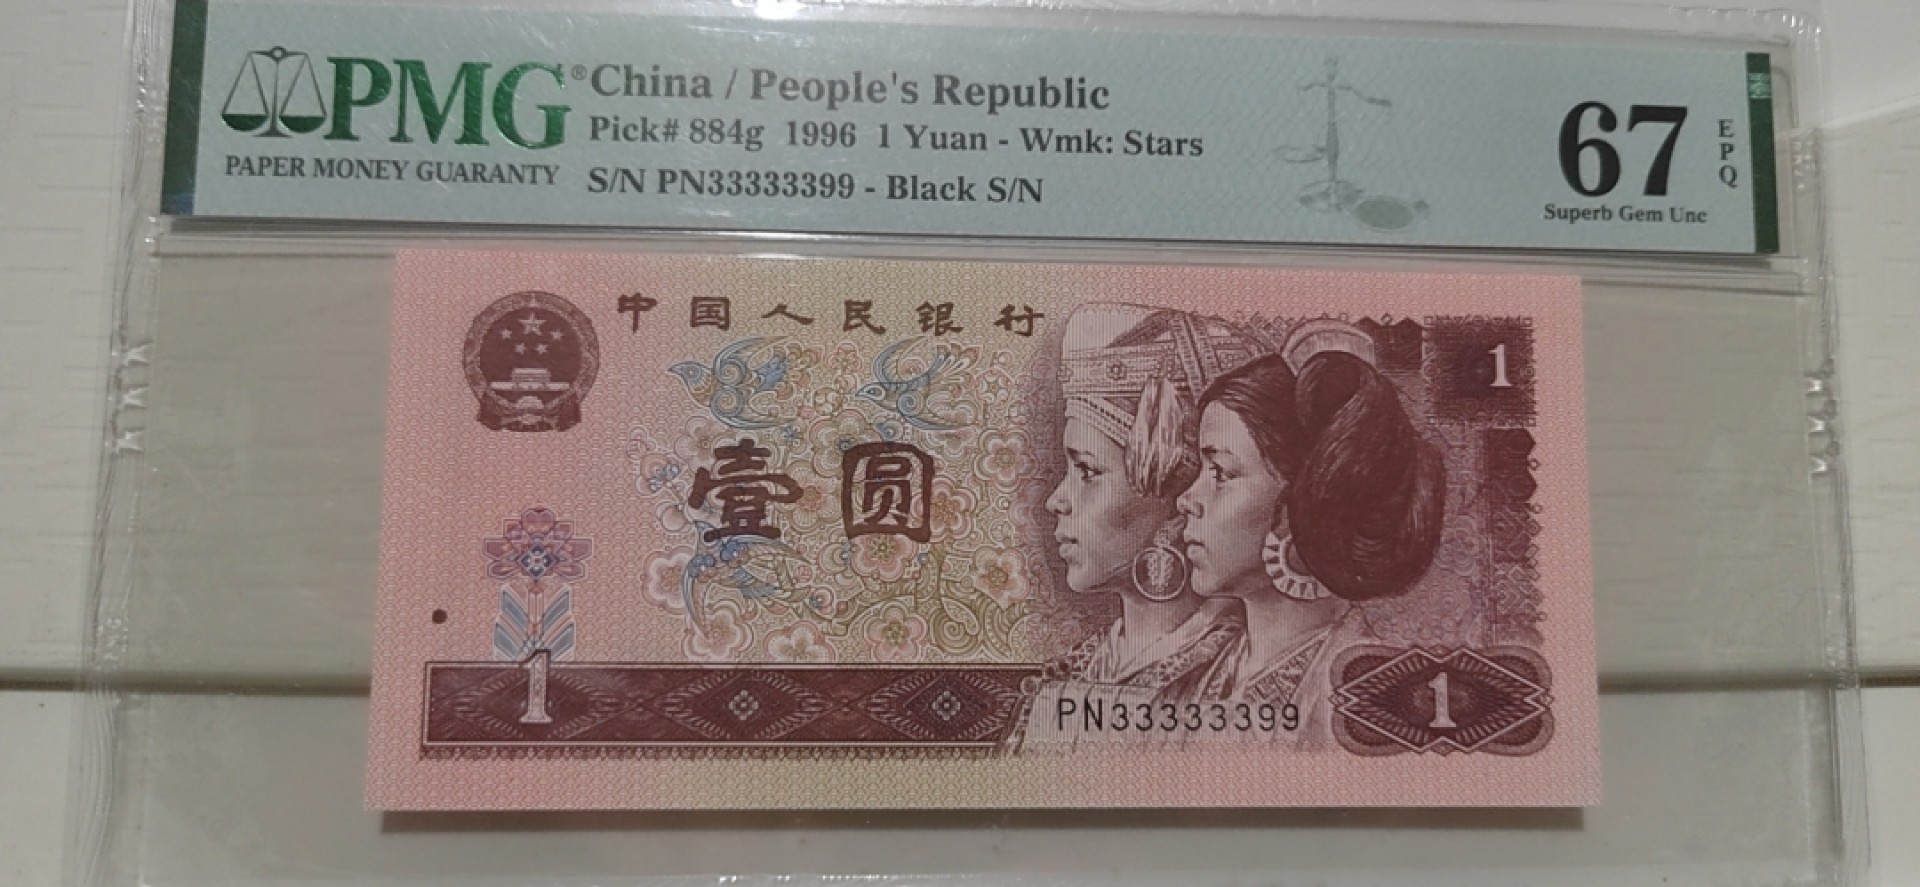 PMG®
PAPER MONEY GUARANTY
China / People's Republic
Pick# 884g 1996 1 Yuan - Wmk: Stars
S/N PN33333399 - Black S/N
67
EPQ
Superb Gem Unc
中国人民银行
1
壹圆
1
PN33333399
1